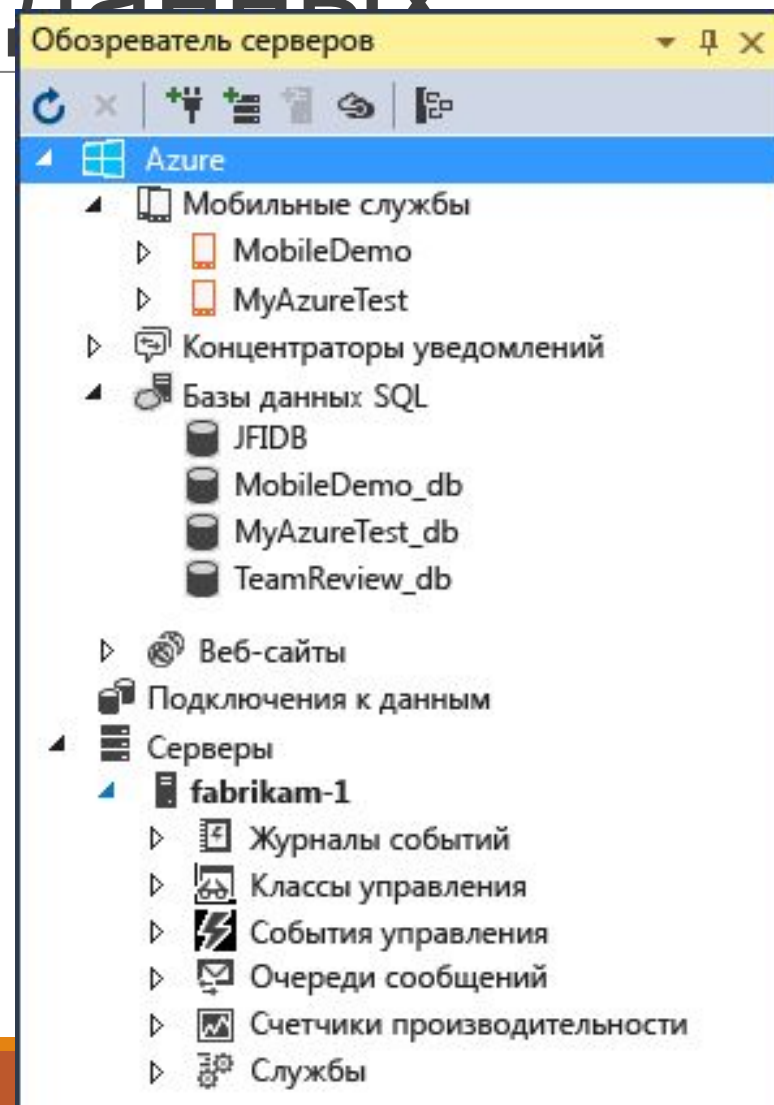 данных
Обозреватель серверов
Azure
Мобильные службы
MobileDemo
MyAzureTest
Концентраторы уведомлений
Базы данных SQL
JFIDB
MobileDemo_db
MyAzureTest_db
TeamReview_db
Веб-сайты
Подключения к данным
Серверы
fabrikam-1
Журналы событий
Классы управления
События управления
Очереди сообщений
Счетчики производительности
Службы